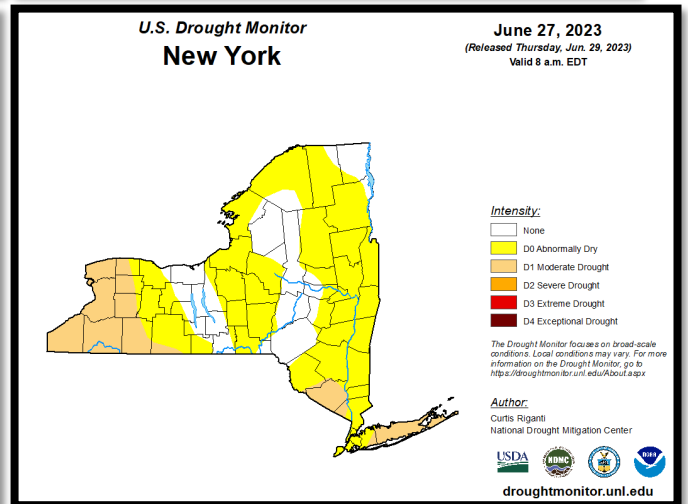 U.S. Drought Monitor
New York
June 27, 2023
(Released Thursday, Jun. 29, 2023)
Valid 8 a.m. EDT
Intensity:
None
D0 Abnormally Dry
D1 Moderate Drought
D2 Severe Drought
D3 Extreme Drought
D4 Exceptional Drought
The Drought Monitor focuses on broad-scale
conditions. Local conditions may vary. For more
information on the Drought Monitor, go to
https://droughtmonitor.unl.edu/About.aspx
Author:
Curtis Riganti
National Drought Mitigation Center
USDA
NDMC
NOAA
droughtmonitor.unl.edu